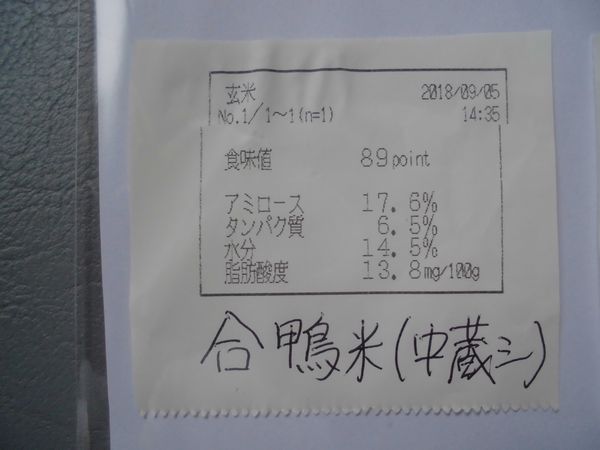 玄米 2018/09/05
No.1/1~1(n=1) 14:35
食味値 89point
アミロース 17.6%
タンパク質 6.5%
水分 14.5%
脂肪酸度 13.8mg/100g
合鴨米(中蔵ミ)